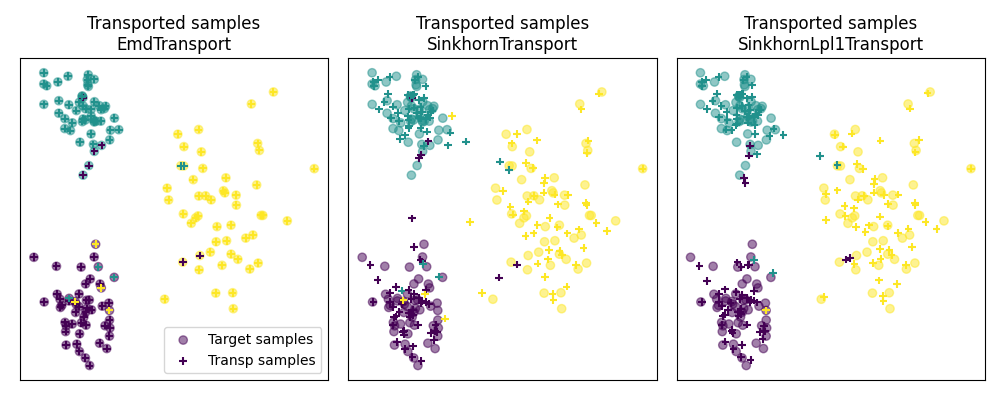 Transported samples
EmdTransport
Transported samples
SinkhornTransport
Transported samples
SinkhornLpl1Transport
Target samples
Transp samples